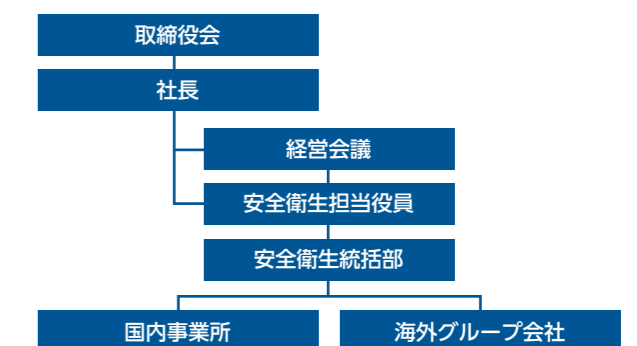 取締役会
社長
経営会議
安全衛生担当役員
安全衛生統括部
国内事業所
海外グループ会社